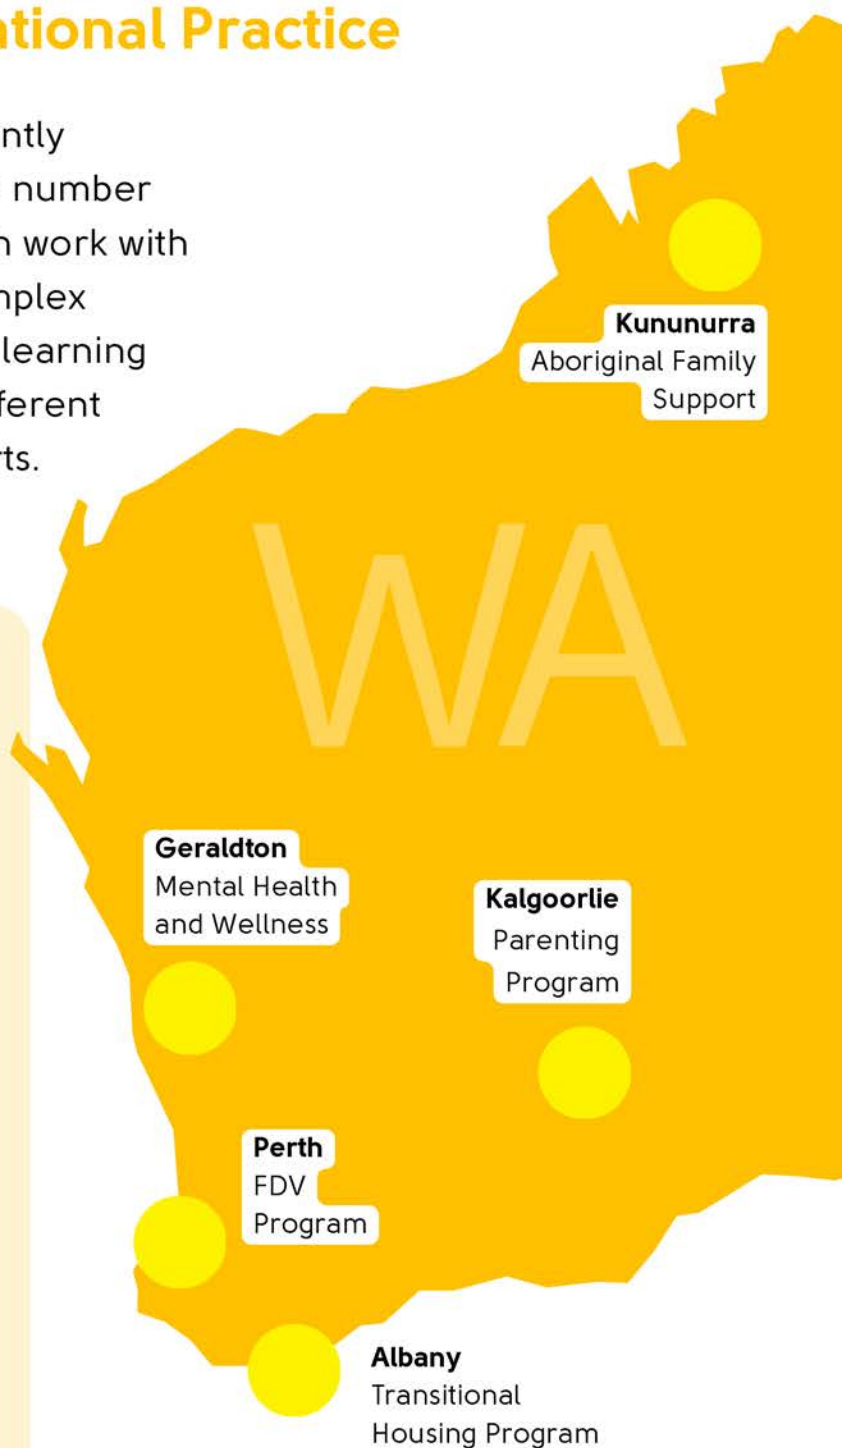 ational Practice
ntly
number
n work with
nplex
learning
ferent
ts.
Kununurra
Aboriginal Family
Support
WA
Geraldton
Mental Health
and Wellness
Kalgoorlie
Parenting
Program
Perth
FDV
Program
Albany
Transitional
Housing Program